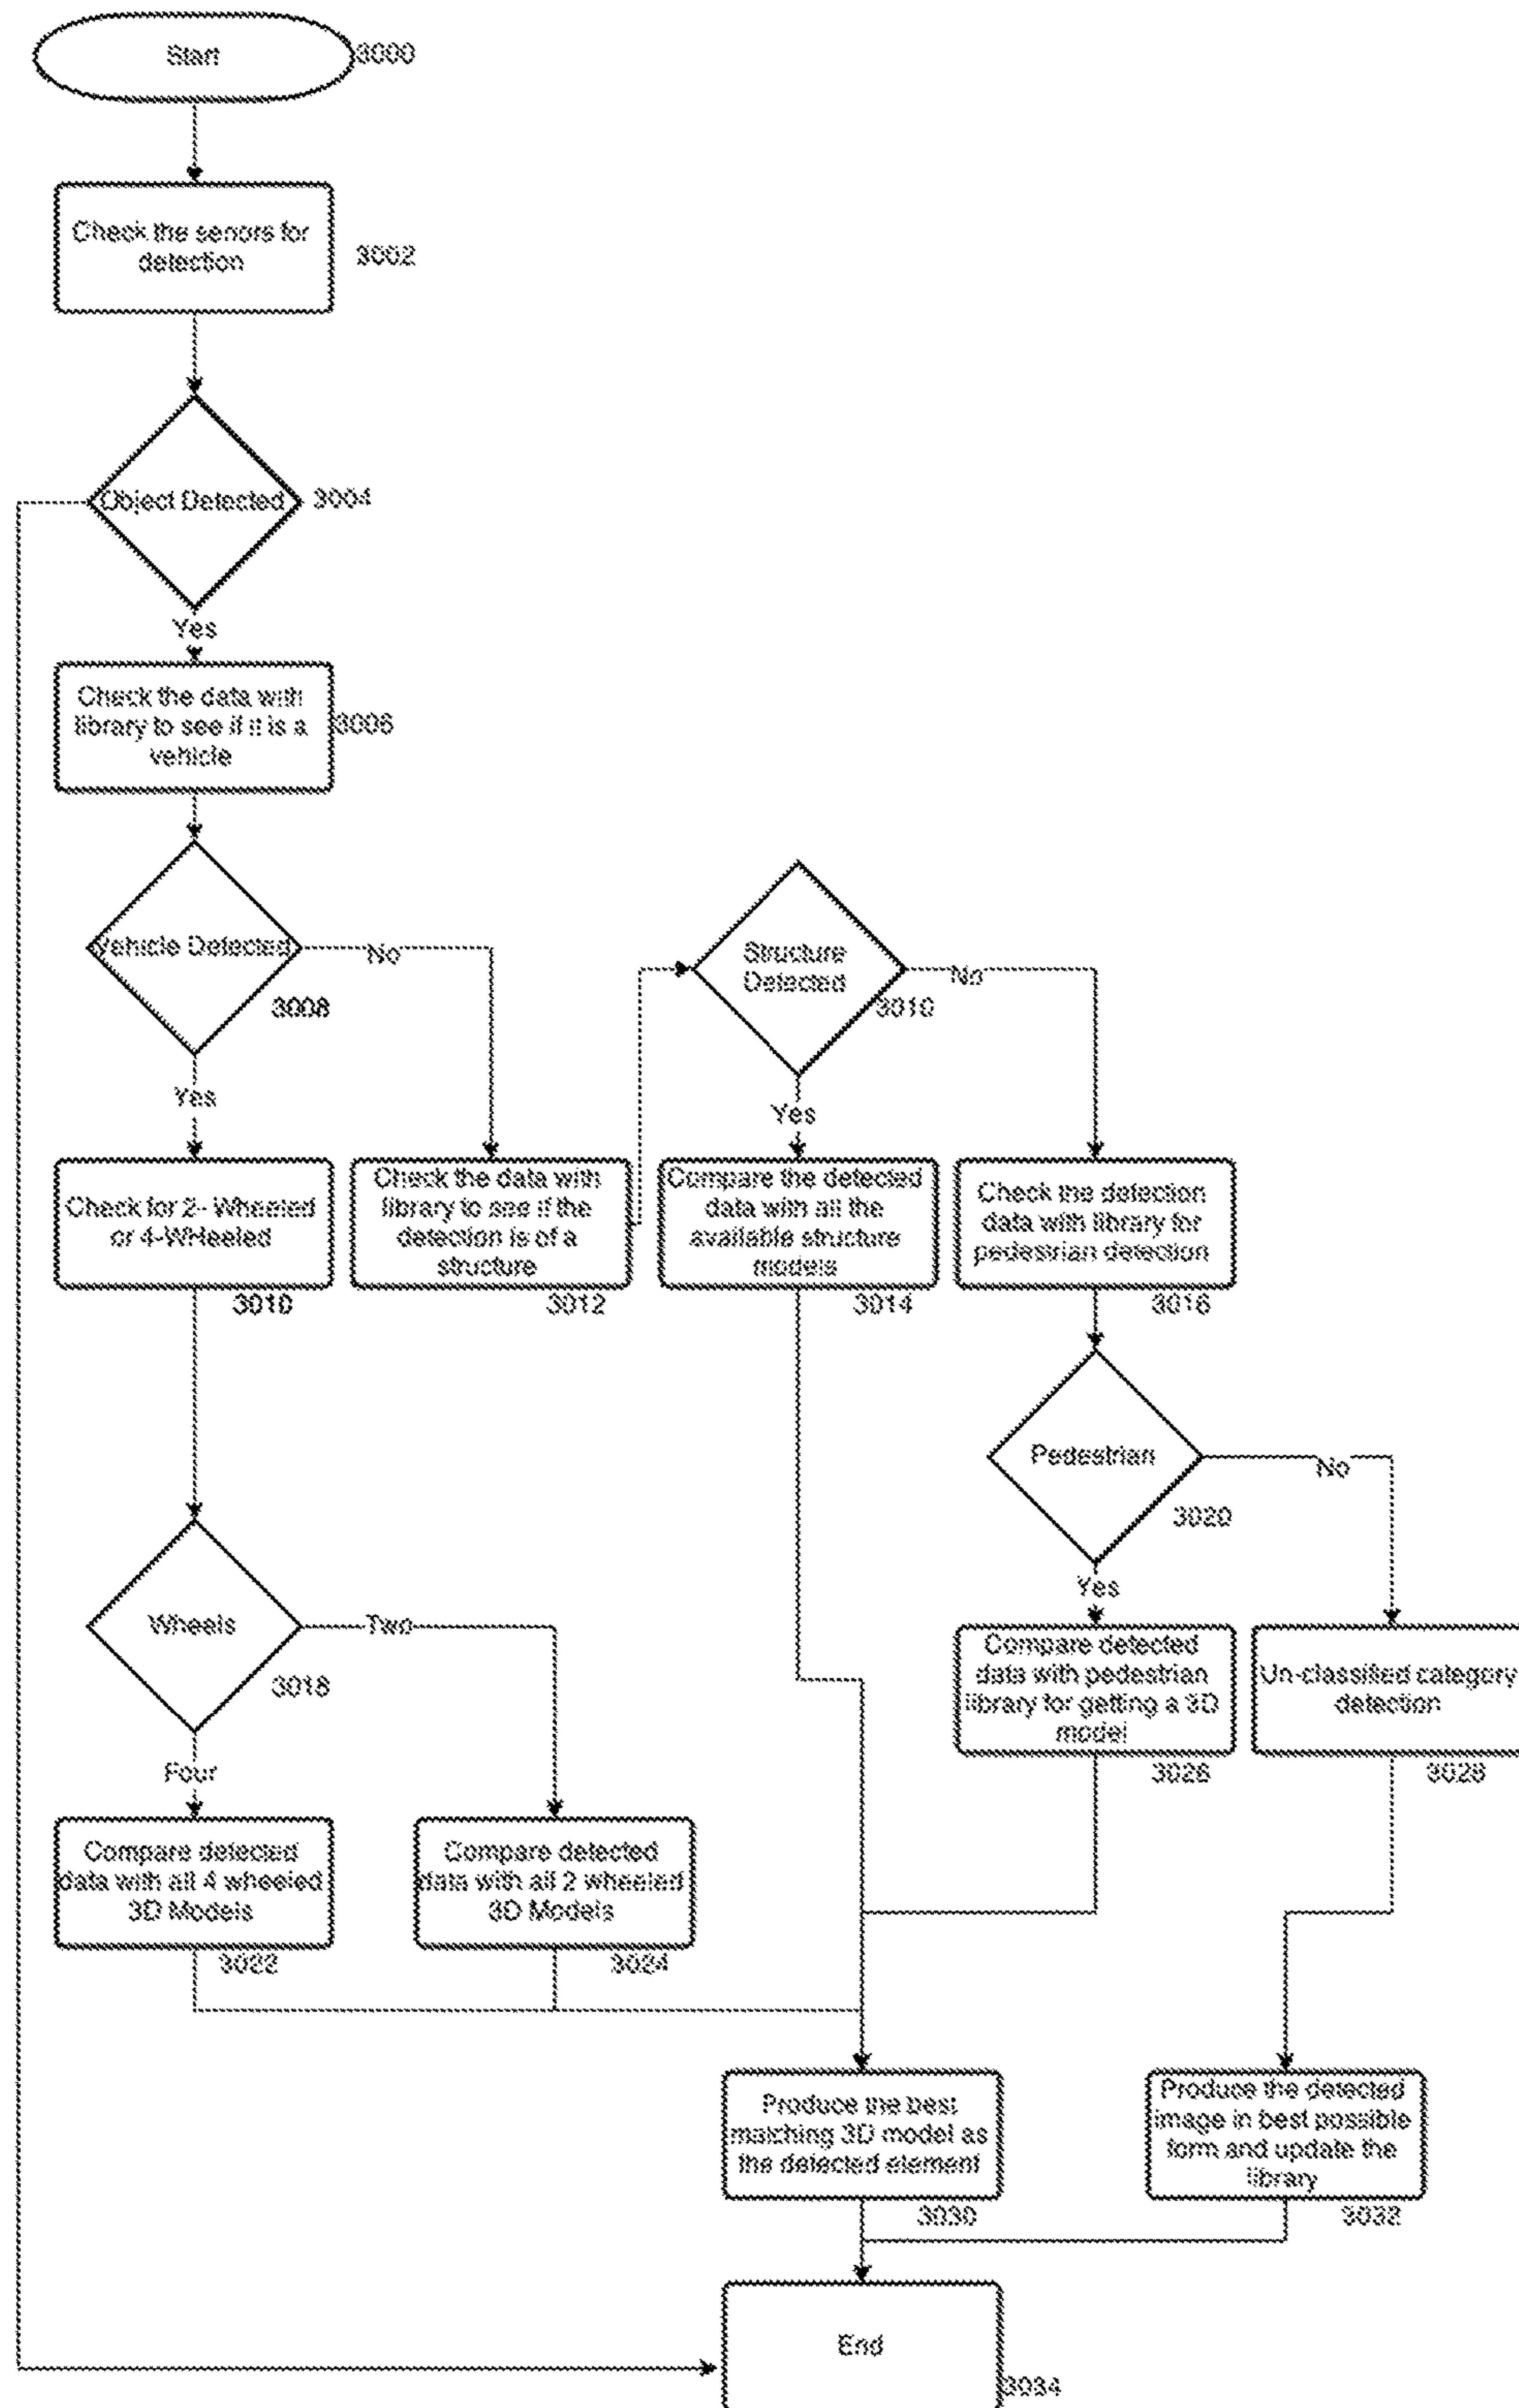 Start
3000
Check the senors for
detection
3002
Object Detected
3004
Yes
Check the data with
library to see if it is a
vehicle
3006
Vehicle Detected
No
3008
Yes
Structure
Detected
No
3010
Yes
Check for 2- Wheeled
or 4-WHeeled
3010
Check the data with
library to see if the
detection is of a
structure
3012
Compare the detected
data with all the
available structure
models
3014
Check the detection
data with library for
pedestrian detection
3016
Pedestrian
No
3020
Yes
Wheels
Two
3018
Four
Compare detected
data with pedestrian
library for getting a 3D
model
3026
Un-classified category
detection
3028
Compare detected
data with all 4 wheeled
3D Models
3022
Compare detected
data with all 2 wheeled
3D Models
3024
Produce the best
matching 3D model as
the detected element
3030
Produce the detected
image in best possible
form and update the
library
3032
End
3034